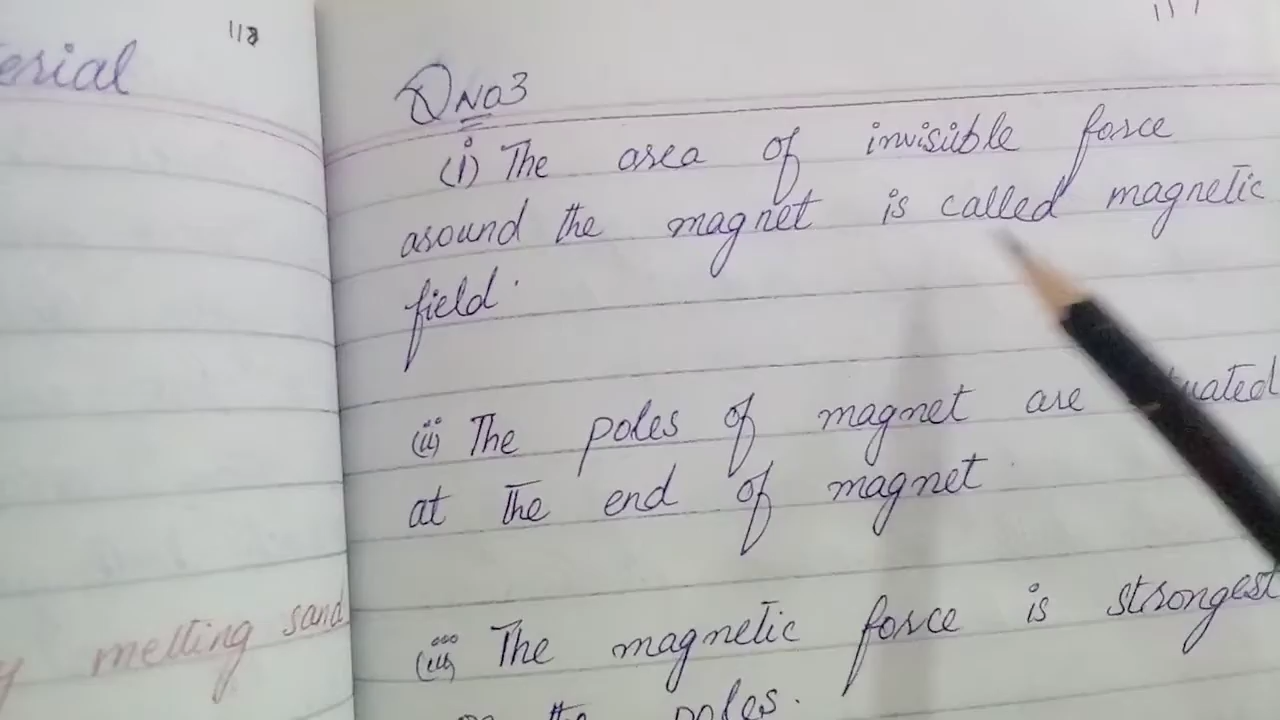 118
erial
melting sand
Q No 3
(i) The area of invisible force
around the magnet is called magnetic
field.
(ii) The poles of magnet are
at the end of magnet.
(iii) The magnetic force is strongest
the poles.